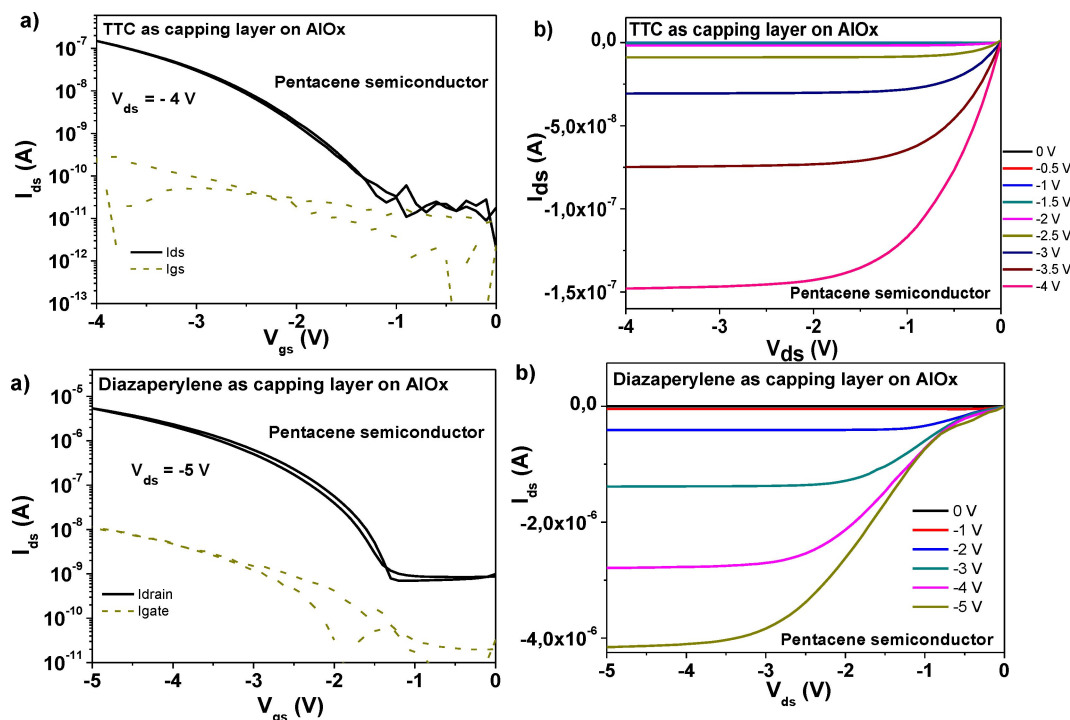 a)
TTC as capping layer on AlOx
Pentacene semiconductor
V_ds = - 4 V
10^-7
10^-8
10^-9
10^-10
10^-11
10^-12
10^-13
I_ds (A)
Ids
Igs
-4 -3 -2 -1 0
V_gs (V)
b)
TTC as capping layer on AlOx
0,0
-5,0x10^-8
-1,0x10^-7
-1,5x10^-7
Ids (A)
0 V
-0.5 V
-1 V
-1.5 V
-2 V
-2.5 V
-3 V
-3.5 V
-4 V
Pentacene semiconductor
-4 -3 -2 -1 0
V_ds (V)
a)
Diazaperylene as capping layer on AlOx
Pentacene semiconductor
V_ds = -5 V
10^-5
10^-6
10^-7
10^-8
10^-9
10^-10
10^-11
I_ds (A)
Idrain
Igate
-5 -4 -3 -2 -1 0
V_gs (V)
b)
Diazaperylene as capping layer on AlOx
0,0
-2,0x10^-6
-4,0x10^-6
I_ds (A)
0 V
-1 V
-2 V
-3 V
-4 V
-5 V
Pentacene semiconductor
-5 -4 -3 -2 -1 0
V_ds (V)